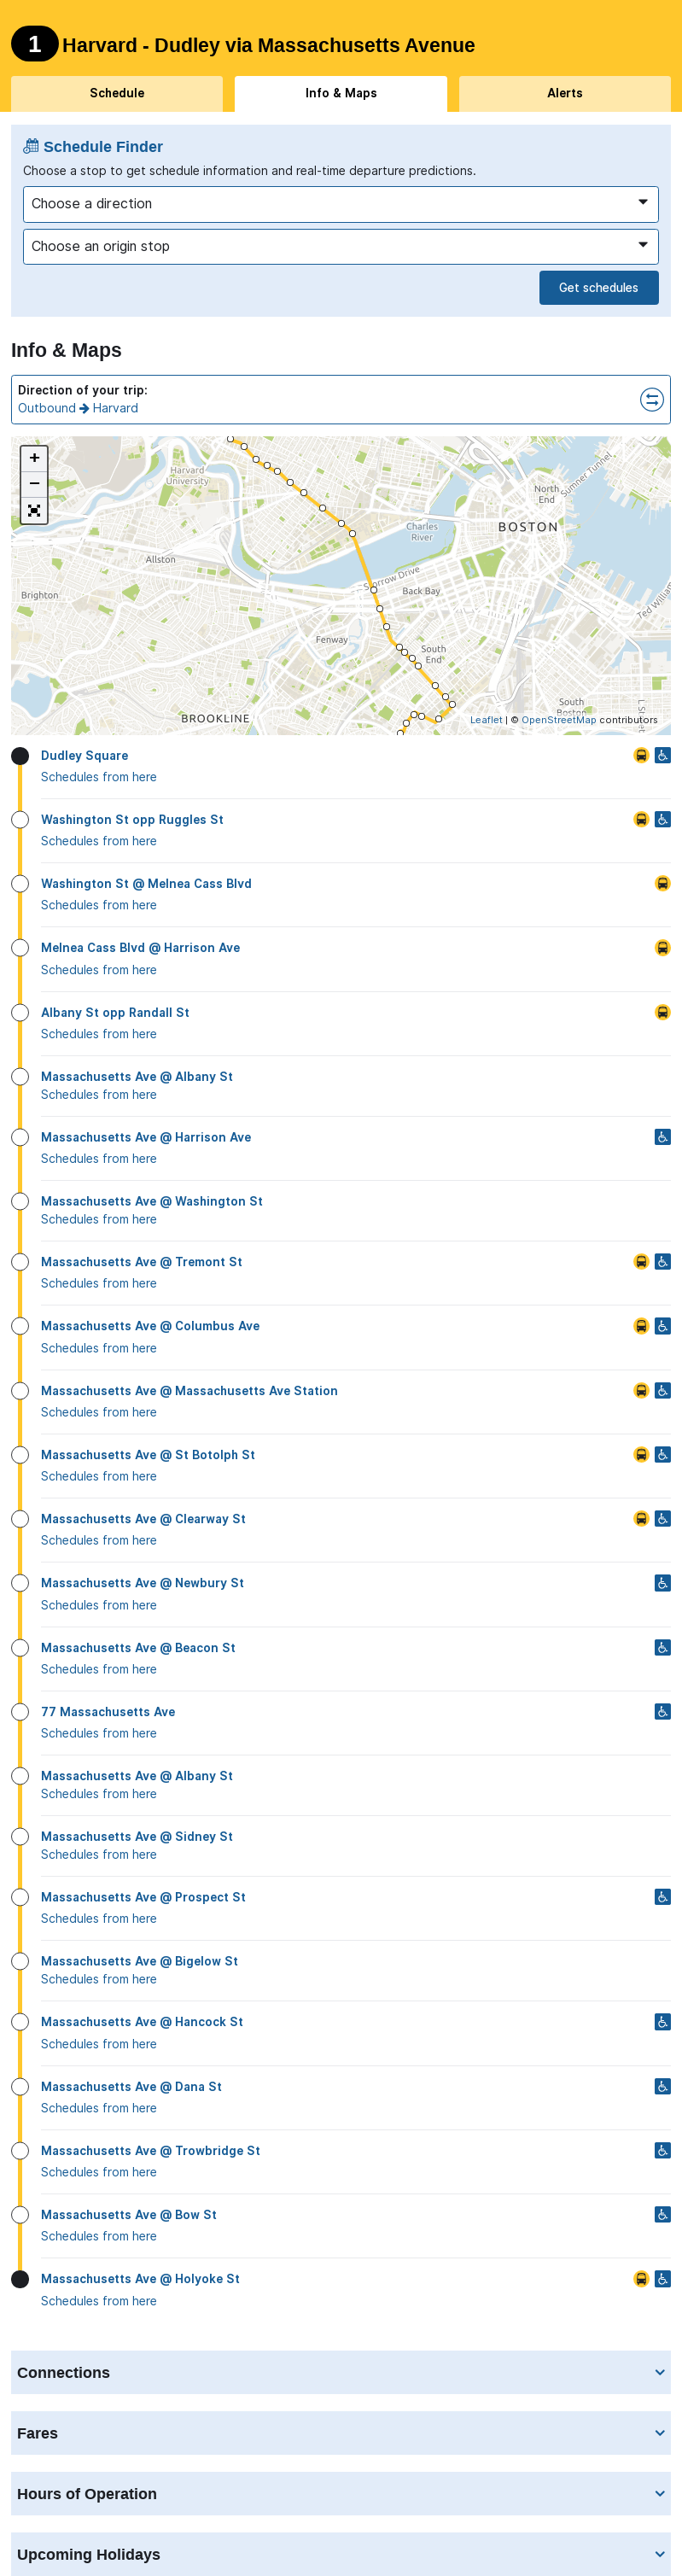 1 Harvard - Dudley via Massachusetts Avenue
Schedule
Info & Maps
Alerts
Schedule Finder
Choose a stop to get schedule information and real-time departure predictions.
Choose a direction
Choose an origin stop
Get schedules
Info & Maps
Direction of your trip:
Outbound → Harvard
+
−
Harvard
University
Allston
Brighton
Charles
River
Storrow Drive
Back Bay
Fenway
South
End
BROOKLINE
North
End
Sumner Tunnel
BOSTON
South
Boston
Leaflet | © OpenStreetMap contributors
Dudley Square
Schedules from here
Washington St opp Ruggles St
Schedules from here
Washington St @ Melnea Cass Blvd
Schedules from here
Melnea Cass Blvd @ Harrison Ave
Schedules from here
Albany St opp Randall St
Schedules from here
Massachusetts Ave @ Albany St
Schedules from here
Massachusetts Ave @ Harrison Ave
Schedules from here
Massachusetts Ave @ Washington St
Schedules from here
Massachusetts Ave @ Tremont St
Schedules from here
Massachusetts Ave @ Columbus Ave
Schedules from here
Massachusetts Ave @ Massachusetts Ave Station
Schedules from here
Massachusetts Ave @ St Botolph St
Schedules from here
Massachusetts Ave @ Clearway St
Schedules from here
Massachusetts Ave @ Newbury St
Schedules from here
Massachusetts Ave @ Beacon St
Schedules from here
77 Massachusetts Ave
Schedules from here
Massachusetts Ave @ Albany St
Schedules from here
Massachusetts Ave @ Sidney St
Schedules from here
Massachusetts Ave @ Prospect St
Schedules from here
Massachusetts Ave @ Bigelow St
Schedules from here
Massachusetts Ave @ Hancock St
Schedules from here
Massachusetts Ave @ Dana St
Schedules from here
Massachusetts Ave @ Trowbridge St
Schedules from here
Massachusetts Ave @ Bow St
Schedules from here
Massachusetts Ave @ Holyoke St
Schedules from here
Connections
Fares
Hours of Operation
Upcoming Holidays